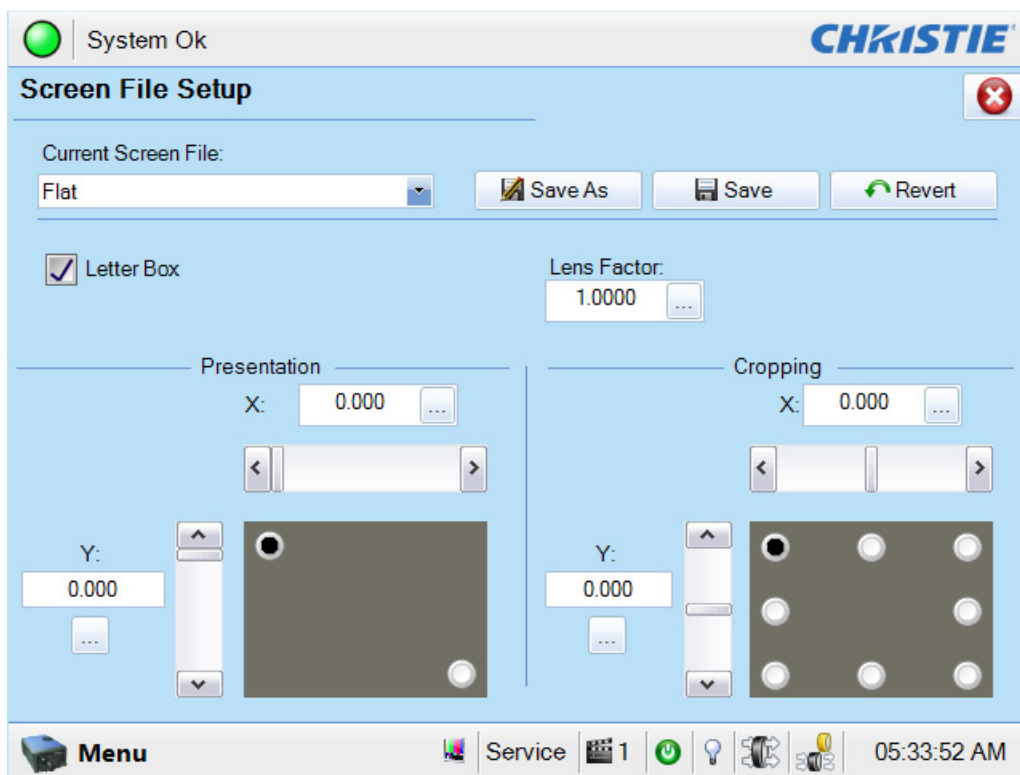 System Ok
CHRISTIE
Screen File Setup
Current Screen File:
Flat
Save As
Save
Revert
Letter Box
Lens Factor:
1.0000
...
Presentation
Cropping
X:
0.000
...
X:
0.000
...
Y:
0.000
...
Y:
0.000
...
Menu
Service
1
05:33:52 AM